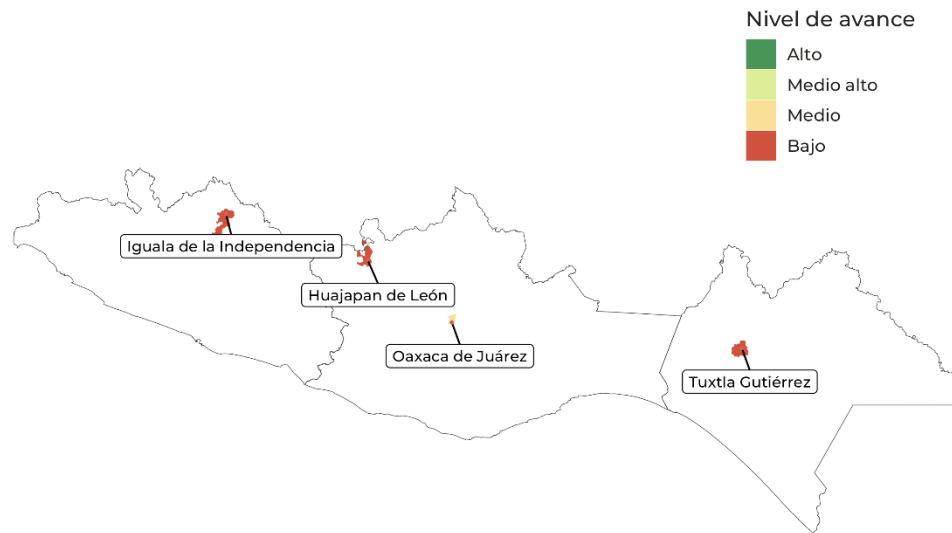 Nivel de avance
Alto
Medio alto
Medio
Bajo
Iguala de la Independencia
Huajapan de León
Oaxaca de Juárez
Tuxtla Gutiérrez